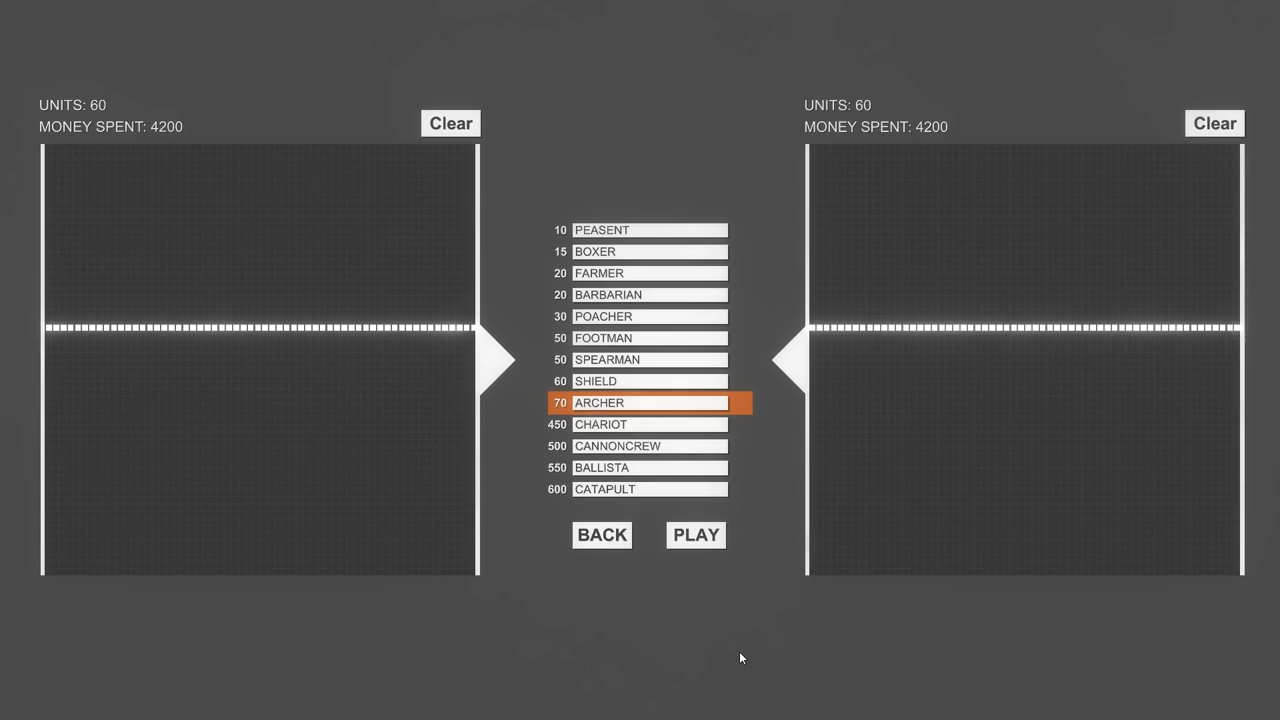 UNITS: 60
MONEY SPENT: 4200
Clear
UNITS: 60
MONEY SPENT: 4200
Clear
10 PEASENT
15 BOXER
20 FARMER
20 BARBARIAN
30 POACHER
50 FOOTMAN
50 SPEARMAN
60 SHIELD
70 ARCHER
450 CHARIOT
500 CANNONCREW
550 BALLISTA
600 CATAPULT
BACK PLAY